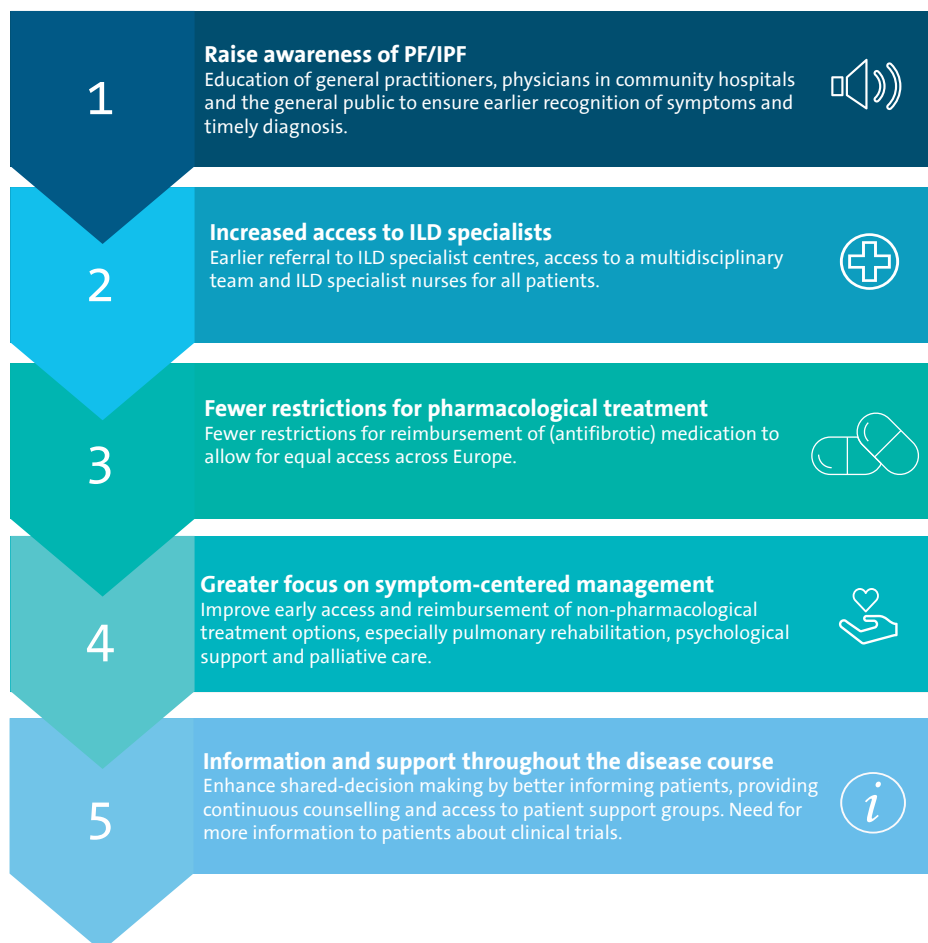 1
Raise awareness of PF/IPF
Education of general practitioners, physicians in community hospitals
and the general public to ensure earlier recognition of symptoms and
timely diagnosis.
2
Increased access to ILD specialists
Earlier referral to ILD specialist centres, access to a multidisciplinary
team and ILD specialist nurses for all patients.
3
Fewer restrictions for pharmacological treatment
Fewer restrictions for reimbursement of (antifibrotic) medication to
allow for equal access across Europe.
4
Greater focus on symptom-centered management
Improve early access and reimbursement of non-pharmacological
treatment options, especially pulmonary rehabilitation, psychological
support and palliative care.
5
Information and support throughout the disease course
Enhance shared-decision making by better informing patients, providing
continuous counselling and access to patient support groups. Need for
more information to patients about clinical trials.
i